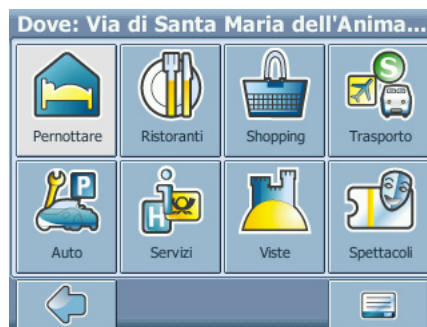 Dove: Via di Santa Maria dell'Anima...
Pernottare
Ristoranti
Shopping
Trasporto
S
P
H
Auto
Servizi
Viste
Spettacoli